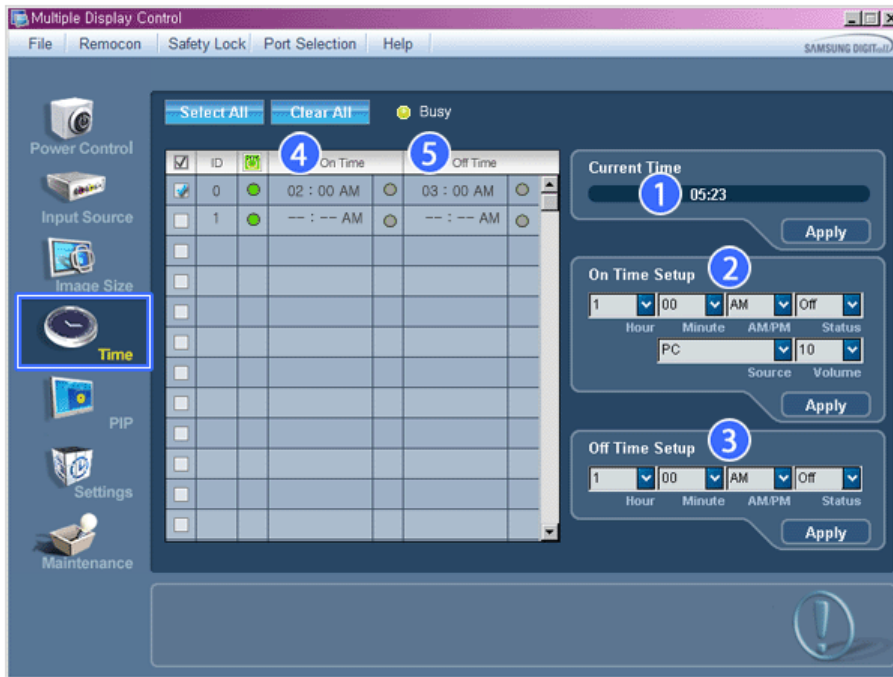 Multiple Display Control
File Remocon Safety Lock Port Selection Help
SAMSUNG DIGITall
Power Control
Input Source
Image Size
Time
PIP
Settings
Maintenance
Select All Clear All Busy
ID 4 On Time 5 Off Time
0 02 : 00 AM 03 : 00 AM
1 -- : -- AM -- : -- AM
Current Time
1 05:23
Apply
On Time Setup 2
1 00 AM Off
Hour Minute AM/PM Status
PC 10
Source Volume
Apply
Off Time Setup 3
1 00 AM Off
Hour Minute AM/PM Status
Apply